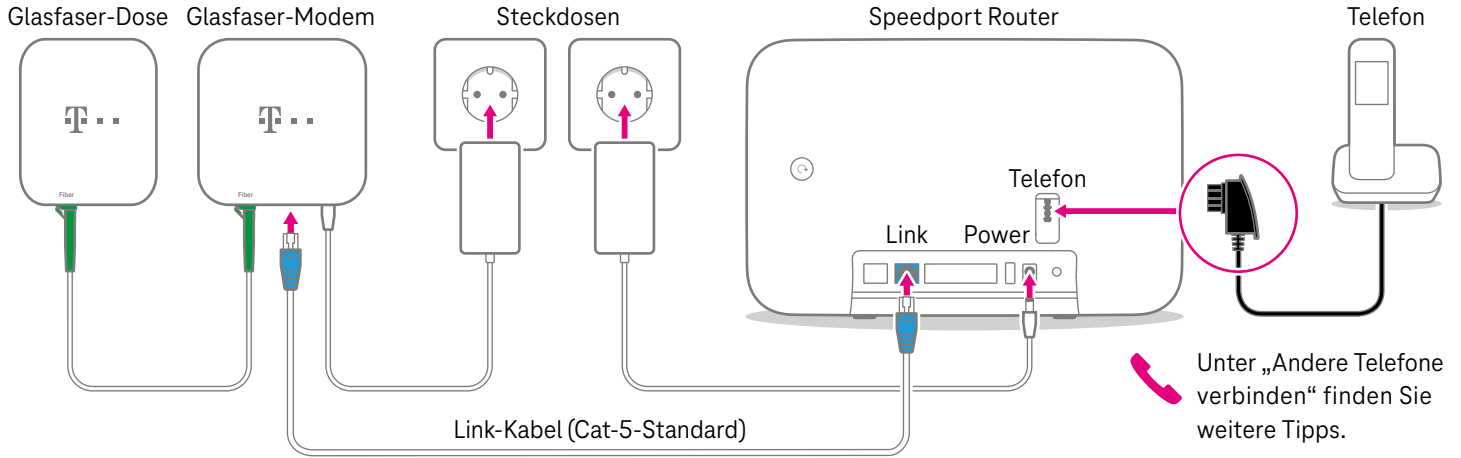 Glasfaser-Dose
Glasfaser-Modem
Steckdosen
Speedport Router
Telefon
T
T
Fiber
Fiber
Telefon
Link
Power
Link-Kabel (Cat-5-Standard)
Unter „Andere Telefone
verbinden“ finden Sie
weitere Tipps.